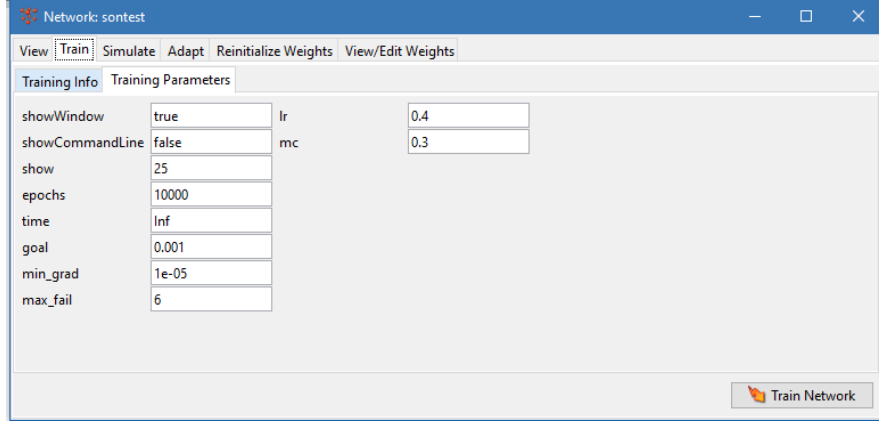 Network: sontest
View Train Simulate Adapt Reinitialize Weights View/Edit Weights
Training Info Training Parameters
showWindow true lr 0.4
showCommandLine false mc 0.3
show 25
epochs 10000
time Inf
goal 0.001
min_grad 1e-05
max_fail 6
Train Network